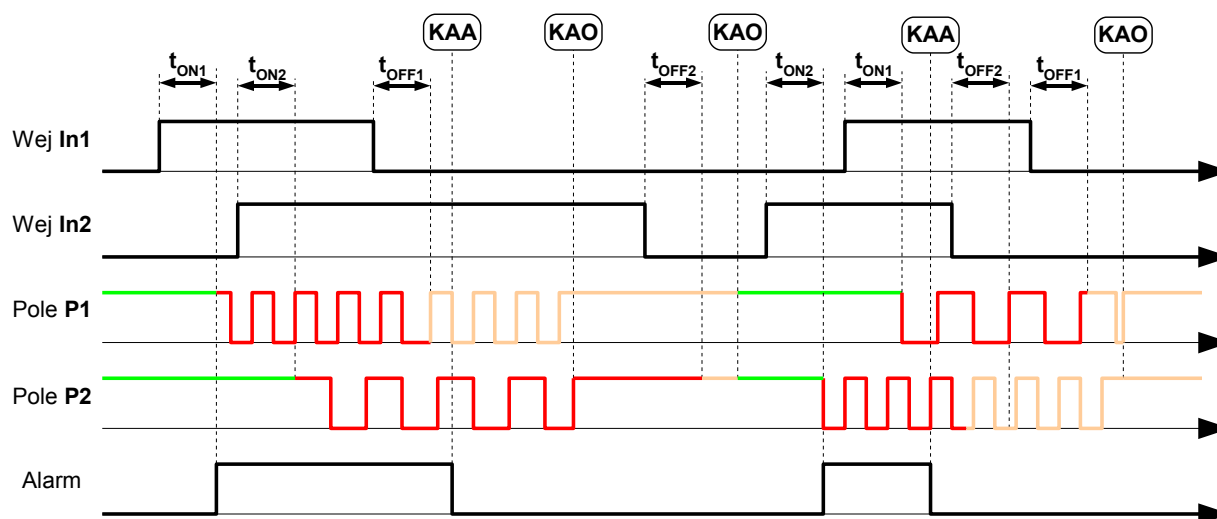 KAA KAO KAO KAA KAO
tON1 tON2 tOFF1 tOFF2 tON2 tON1 tOFF2 tOFF1
Wej In1
Wej In2
Pole P1
Pole P2
Alarm